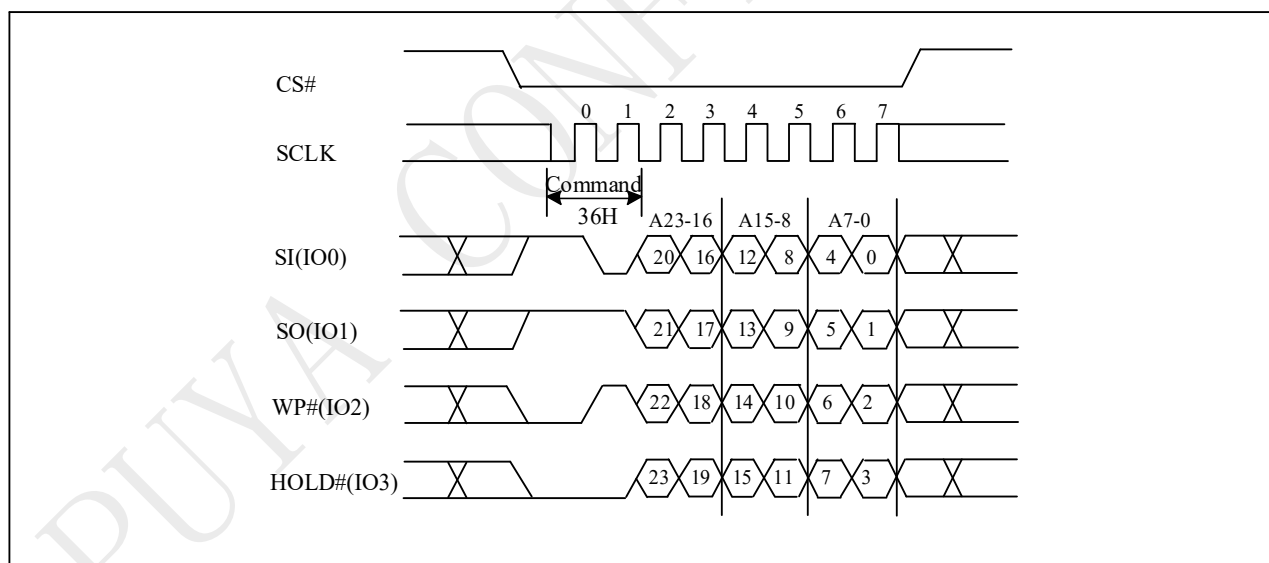 PUYA CONF
CS#
0 1 2 3 4 5 6 7
SCLK
Command
36H
A23-16 A15-8 A7-0
SI(IO0) 20 16 12 8 4 0
SO(IO1) 21 17 13 9 5 1
WP#(IO2) 22 18 14 10 6 2
HOLD#(IO3) 23 19 15 11 7 3